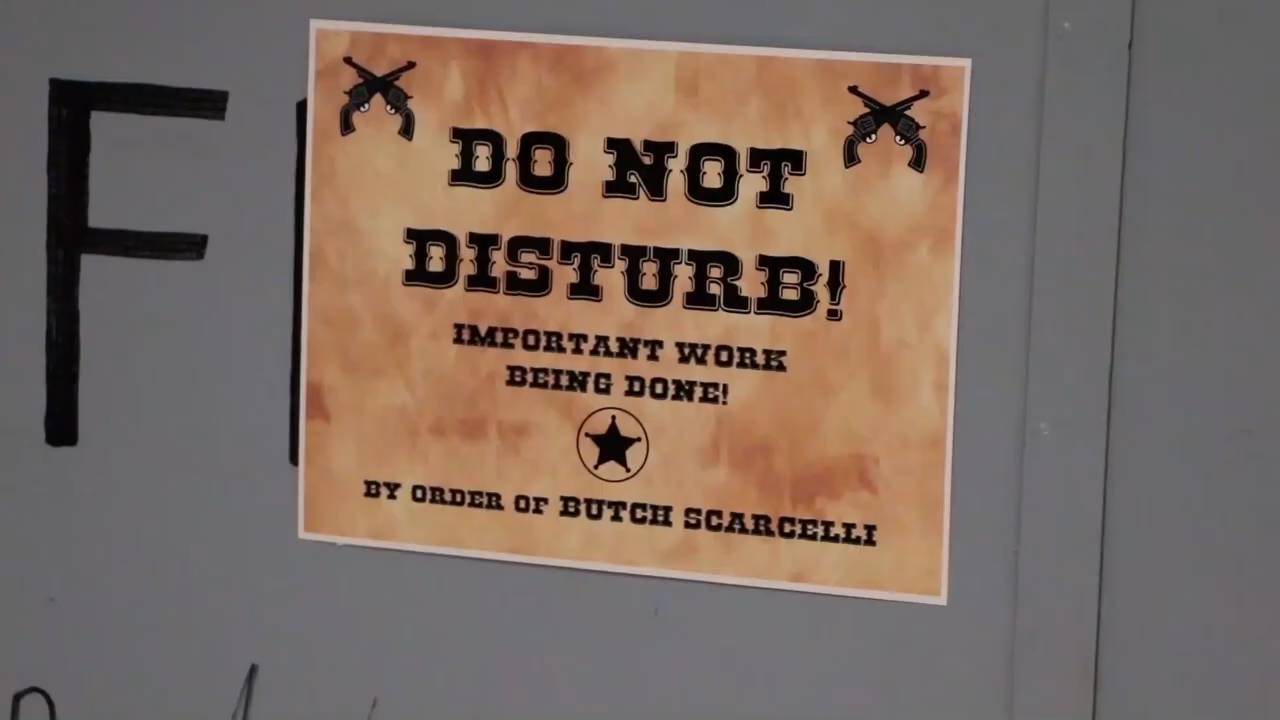 F
DO NOT
DISTURB!
IMPORTANT WORK
BEING DONE!
BY ORDER OF BUTCH SCARCELLI